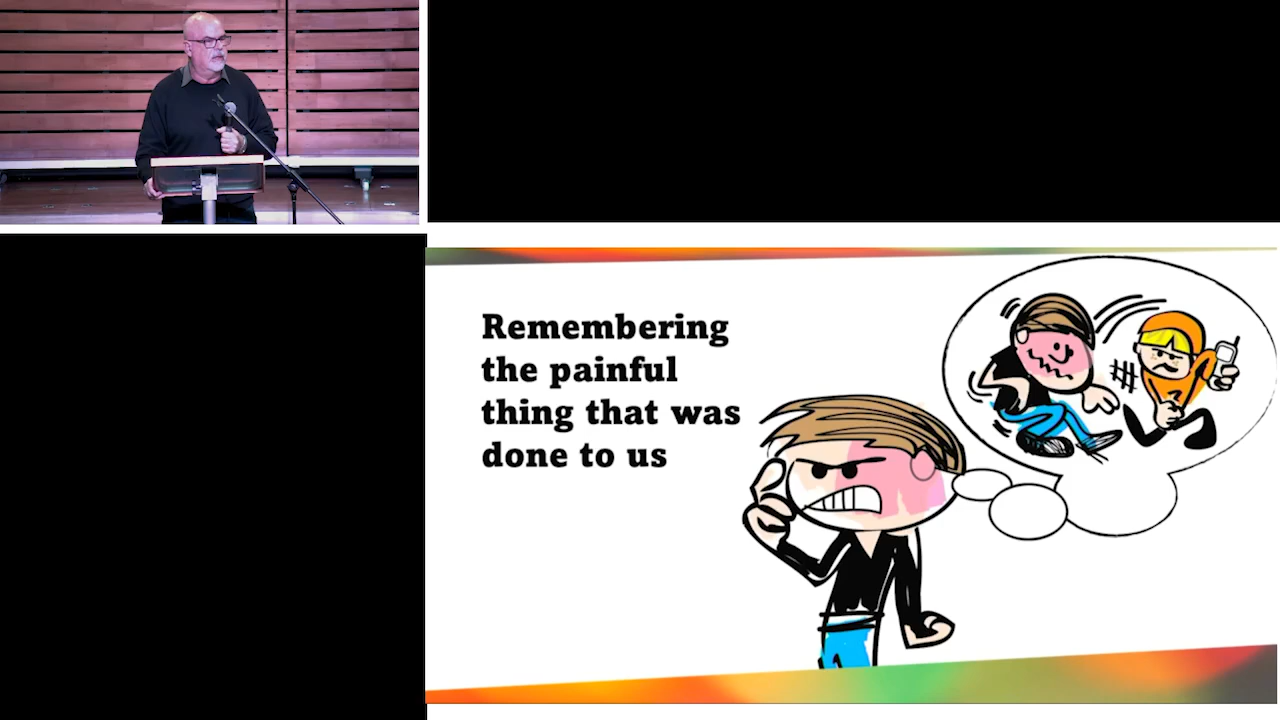 Remembering
the painful
thing that was
done to us